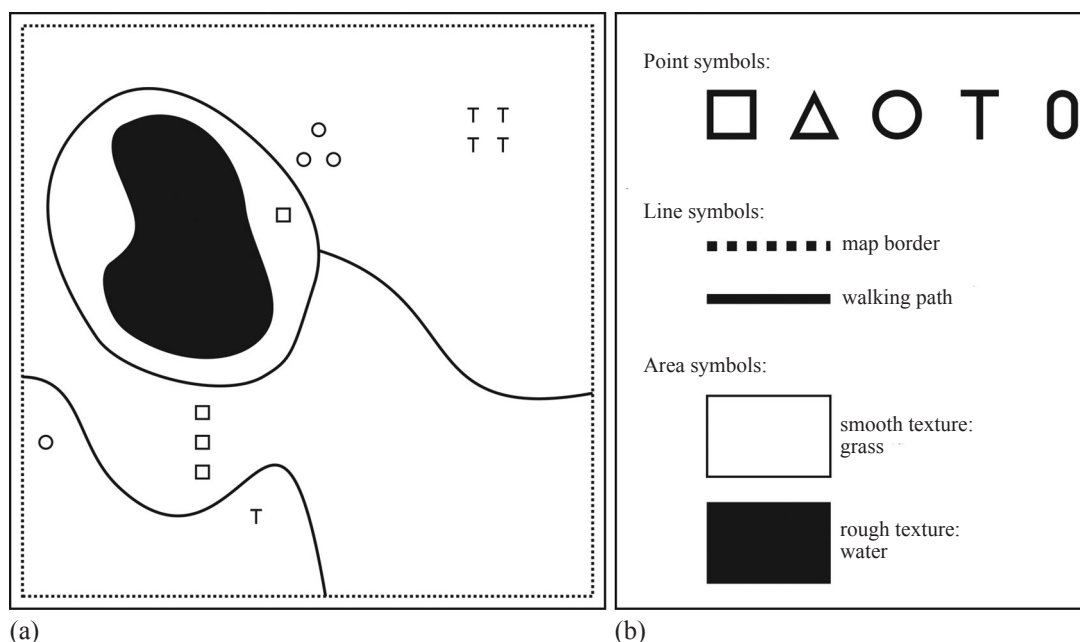 T T
T T
T
(a)
Point symbols:
Line symbols:
map border
walking path
Area symbols:
smooth texture:
grass
rough texture:
water
(b)